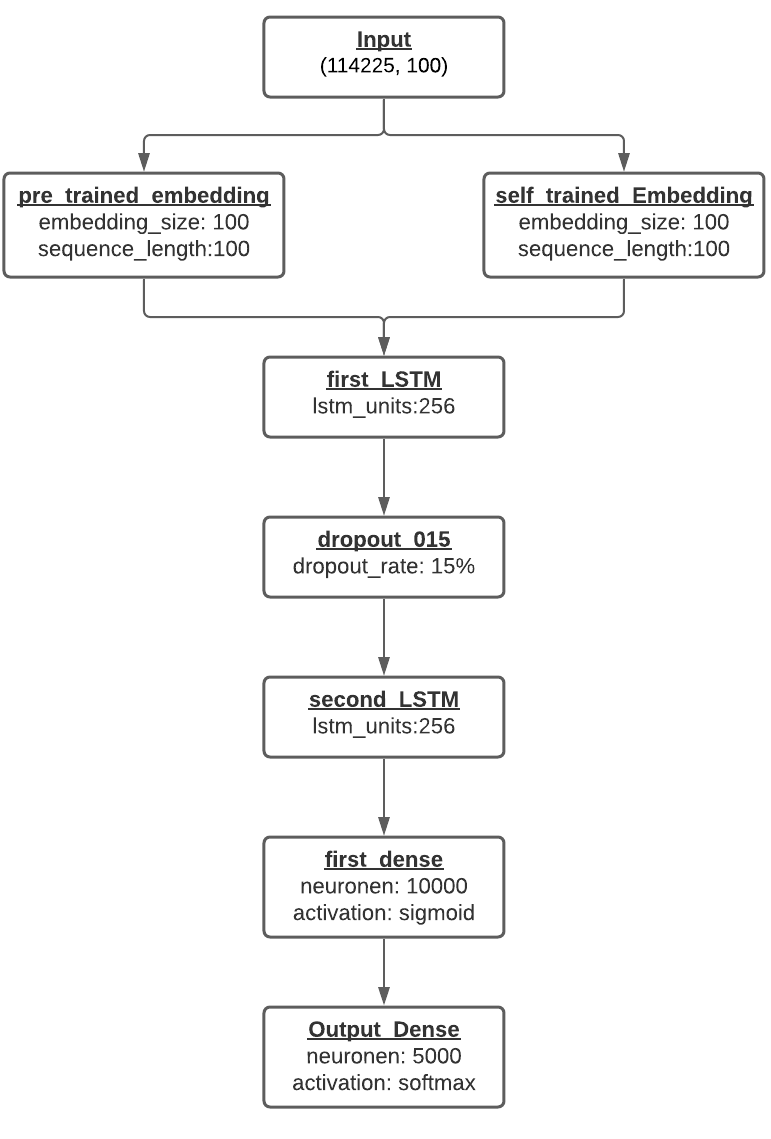 Input
(114225, 100)
pre_trained_embedding
embedding_size: 100
sequence_length:100
self_trained_Embedding
embedding_size: 100
sequence_length:100
first_LSTM
lstm_units:256
dropout_015
dropout_rate: 15%
second_LSTM
lstm_units:256
first_dense
neuronen: 10000
activation: sigmoid
Output_Dense
neuronen: 5000
activation: softmax